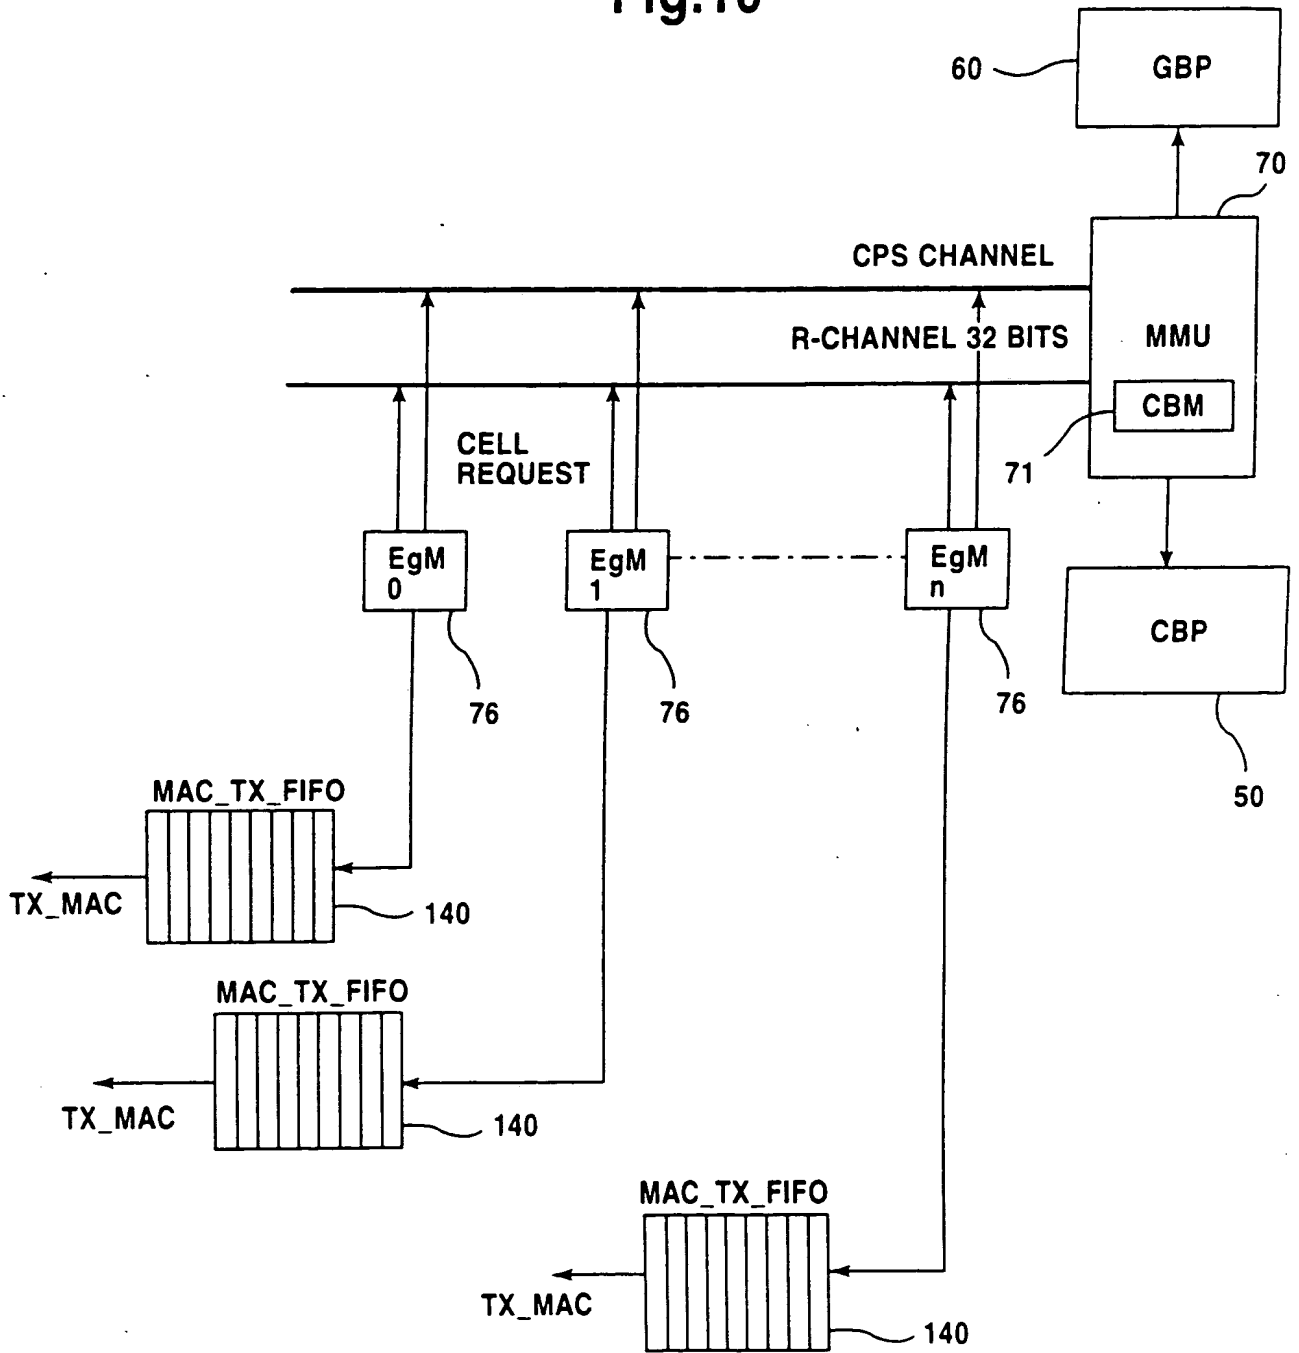 60
GBP
70
CPS CHANNEL
R-CHANNEL 32 BITS
MMU
CBM
71
CELL
REQUEST
EgM
0
EgM
1
EgM
n
CBP
76
76
76
50
MAC_TX_FIFO
TX_MAC
140
MAC_TX_FIFO
TX_MAC
140
MAC_TX_FIFO
TX_MAC
140